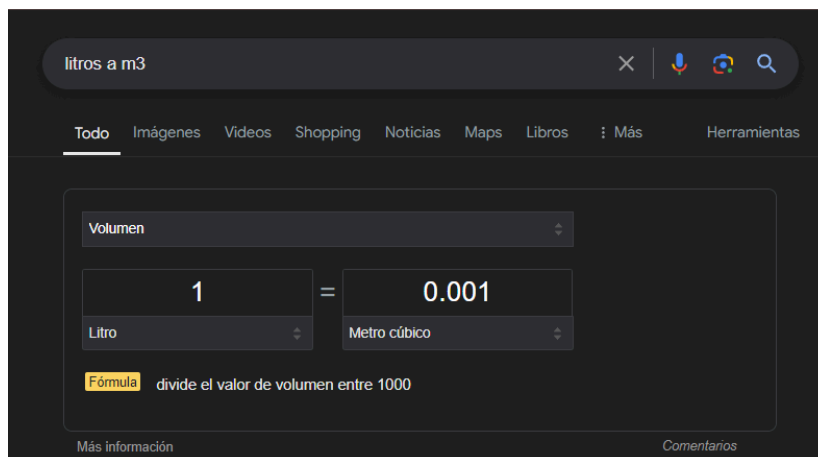 litros a m3
Todo Imágenes Videos Shopping Noticias Maps Libros : Más Herramientas
Volumen
1 = 0.001
Litro Metro cúbico
Fórmula divide el valor de volumen entre 1000
Más información Comentarios